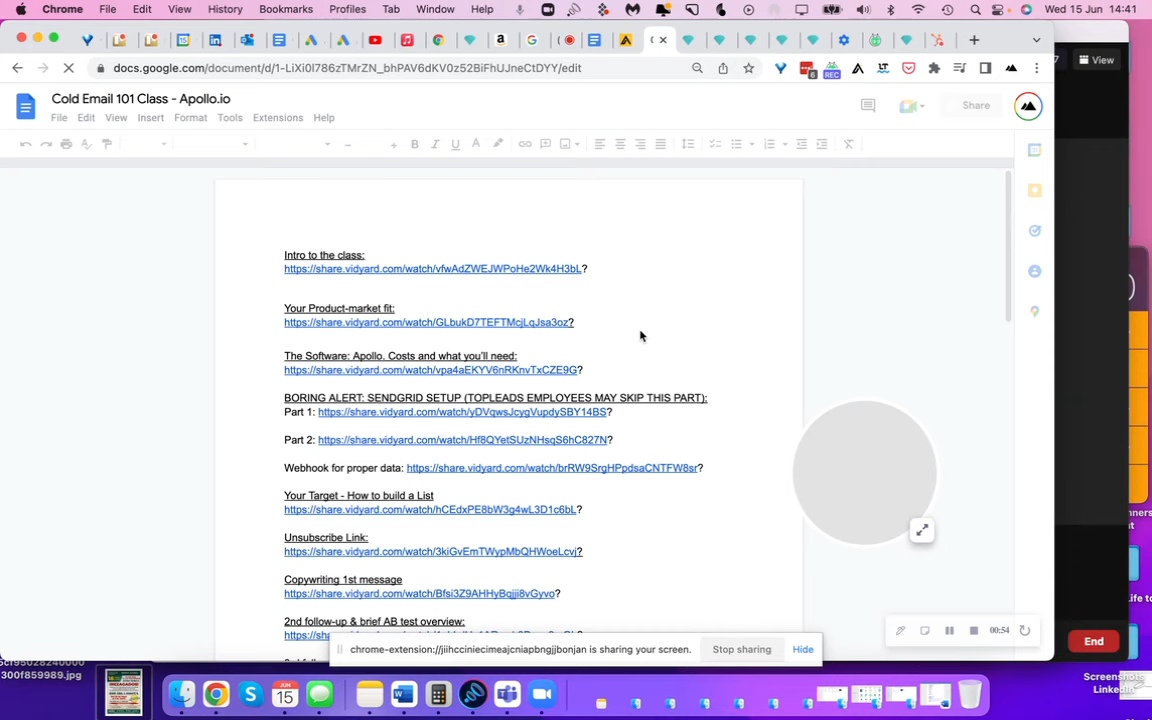 Chrome File Edit View History Bookmarks Profiles Tab Window Help Wed 15 Jun 14:41
docs.google.com/document/d/1-LiXi0I786zTMrZN_bhPAV6dKV0z52BiFhUJneCtDYY/edit
View
Cold Email 101 Class - Apollo.io
File Edit View Insert Format Tools Extensions Help
Share
Intro to the class:
https://share.vidyard.com/watch/vfwAdZWEJWPoHe2Wk4H3bL?
Your Product-market fit:
https://share.vidyard.com/watch/GLbukD7TEFTMcjLqJsa3oz?
The Software: Apollo. Costs and what you'll need:
https://share.vidyard.com/watch/vpa4aEKYV6nRKnvTxCZE9G?
BORING ALERT: SENDGRID SETUP (TOPLEADS EMPLOYEES MAY SKIP THIS PART):
Part 1: https://share.vidyard.com/watch/yDVqwsJcygVupdySBY14BS?
Part 2: https://share.vidyard.com/watch/Hf8QYetSUzNHsqS6hC827N?
Webhook for proper data: https://share.vidyard.com/watch/brRW9SrgHPpdsaCNTFW8sr?
Your Target - How to build a List
https://share.vidyard.com/watch/hCEdxPE8bW3g4wL3D1c6bL?
Unsubscribe Link:
https://share.vidyard.com/watch/3kiGvEmTWypMbQHWoeLcvj?
Copywriting 1st message
https://share.vidyard.com/watch/Bfsi3Z9AHHyBqjji8vGyvo?
2nd follow-up & brief AB test overview:
00:54
chrome-extension://jiihcciniecimeajcniapbngjjbonjan is sharing your screen. Stop sharing Hide
End
300f859989.jpg
Screenshots
LinkedIn
JUN
15